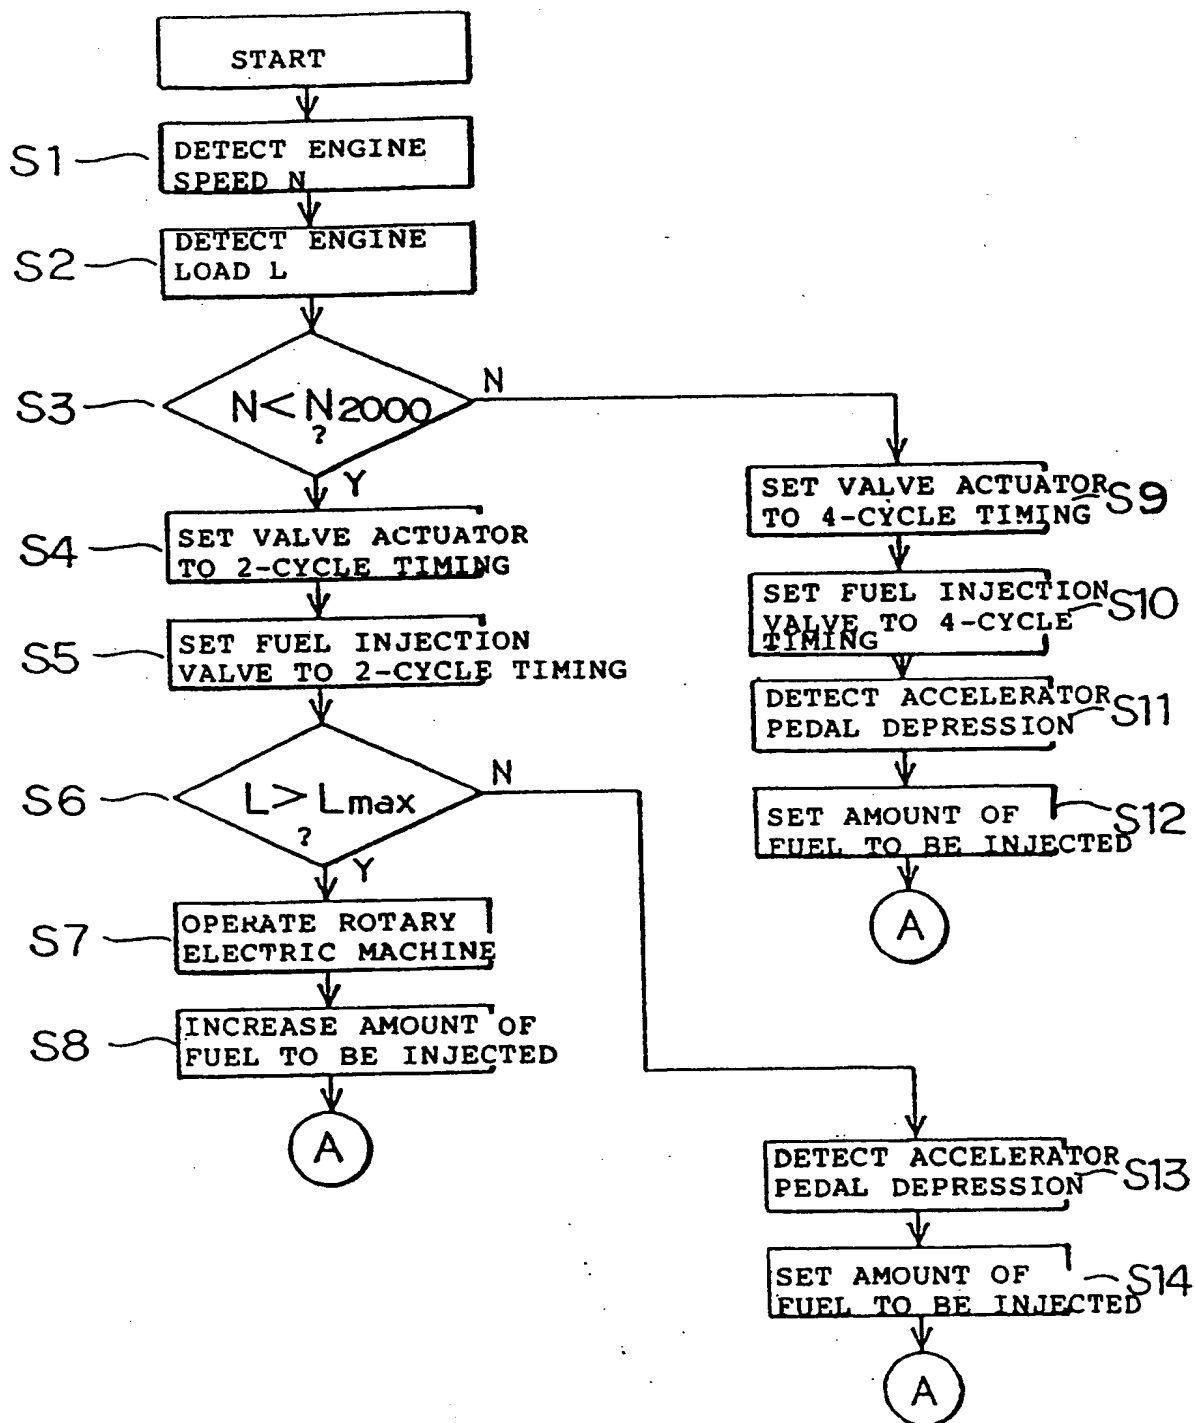 START
S1
DETECT ENGINE
SPEED N
S2
DETECT ENGINE
LOAD L
S3
N<N2000
?
N
Y
S4
SET VALVE ACTUATOR
TO 2-CYCLE TIMING
S5
SET FUEL INJECTION
VALVE TO 2-CYCLE TIMING
S6
L>Lmax
?
N
Y
S7
OPERATE ROTARY
ELECTRIC MACHINE
S8
INCREASE AMOUNT OF
FUEL TO BE INJECTED
A
SET VALVE ACTUATOR
TO 4-CYCLE TIMING
S9
SET FUEL INJECTION
VALVE TO 4-CYCLE
TIMING
S10
DETECT ACCELERATOR
PEDAL DEPRESSION
S11
SET AMOUNT OF
FUEL TO BE INJECTED
S12
A
DETECT ACCELERATOR
PEDAL DEPRESSION
S13
SET AMOUNT OF
FUEL TO BE INJECTED
S14
A